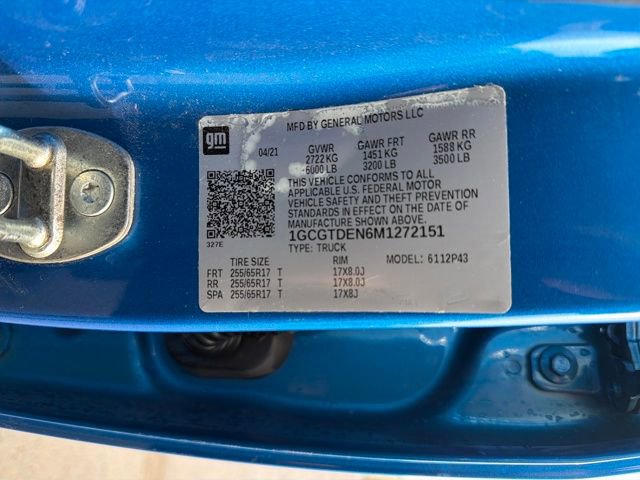 MFD BY GENERAL MOTORS LLC
gm
04/21 GVWR GAWR FRT GAWR RR
2722 KG 1451 KG 1588 KG
6000 LB 3200 LB 3500 LB
THIS VEHICLE CONFORMS TO ALL
APPLICABLE U.S. FEDERAL MOTOR
VEHICLE SAFETY AND THEFT PREVENTION
STANDARDS IN EFFECT ON THE DATE OF
MANUFACTURE SHOWN ABOVE.
1GCGTDEN6M1272151
327E TYPE: TRUCK
TIRE SIZE RIM MODEL: 6112P43
FRT 255/65R17 T 17X8.0J
RR 255/65R17 T 17X8.0J
SPA 255/65R17 T 17X8J